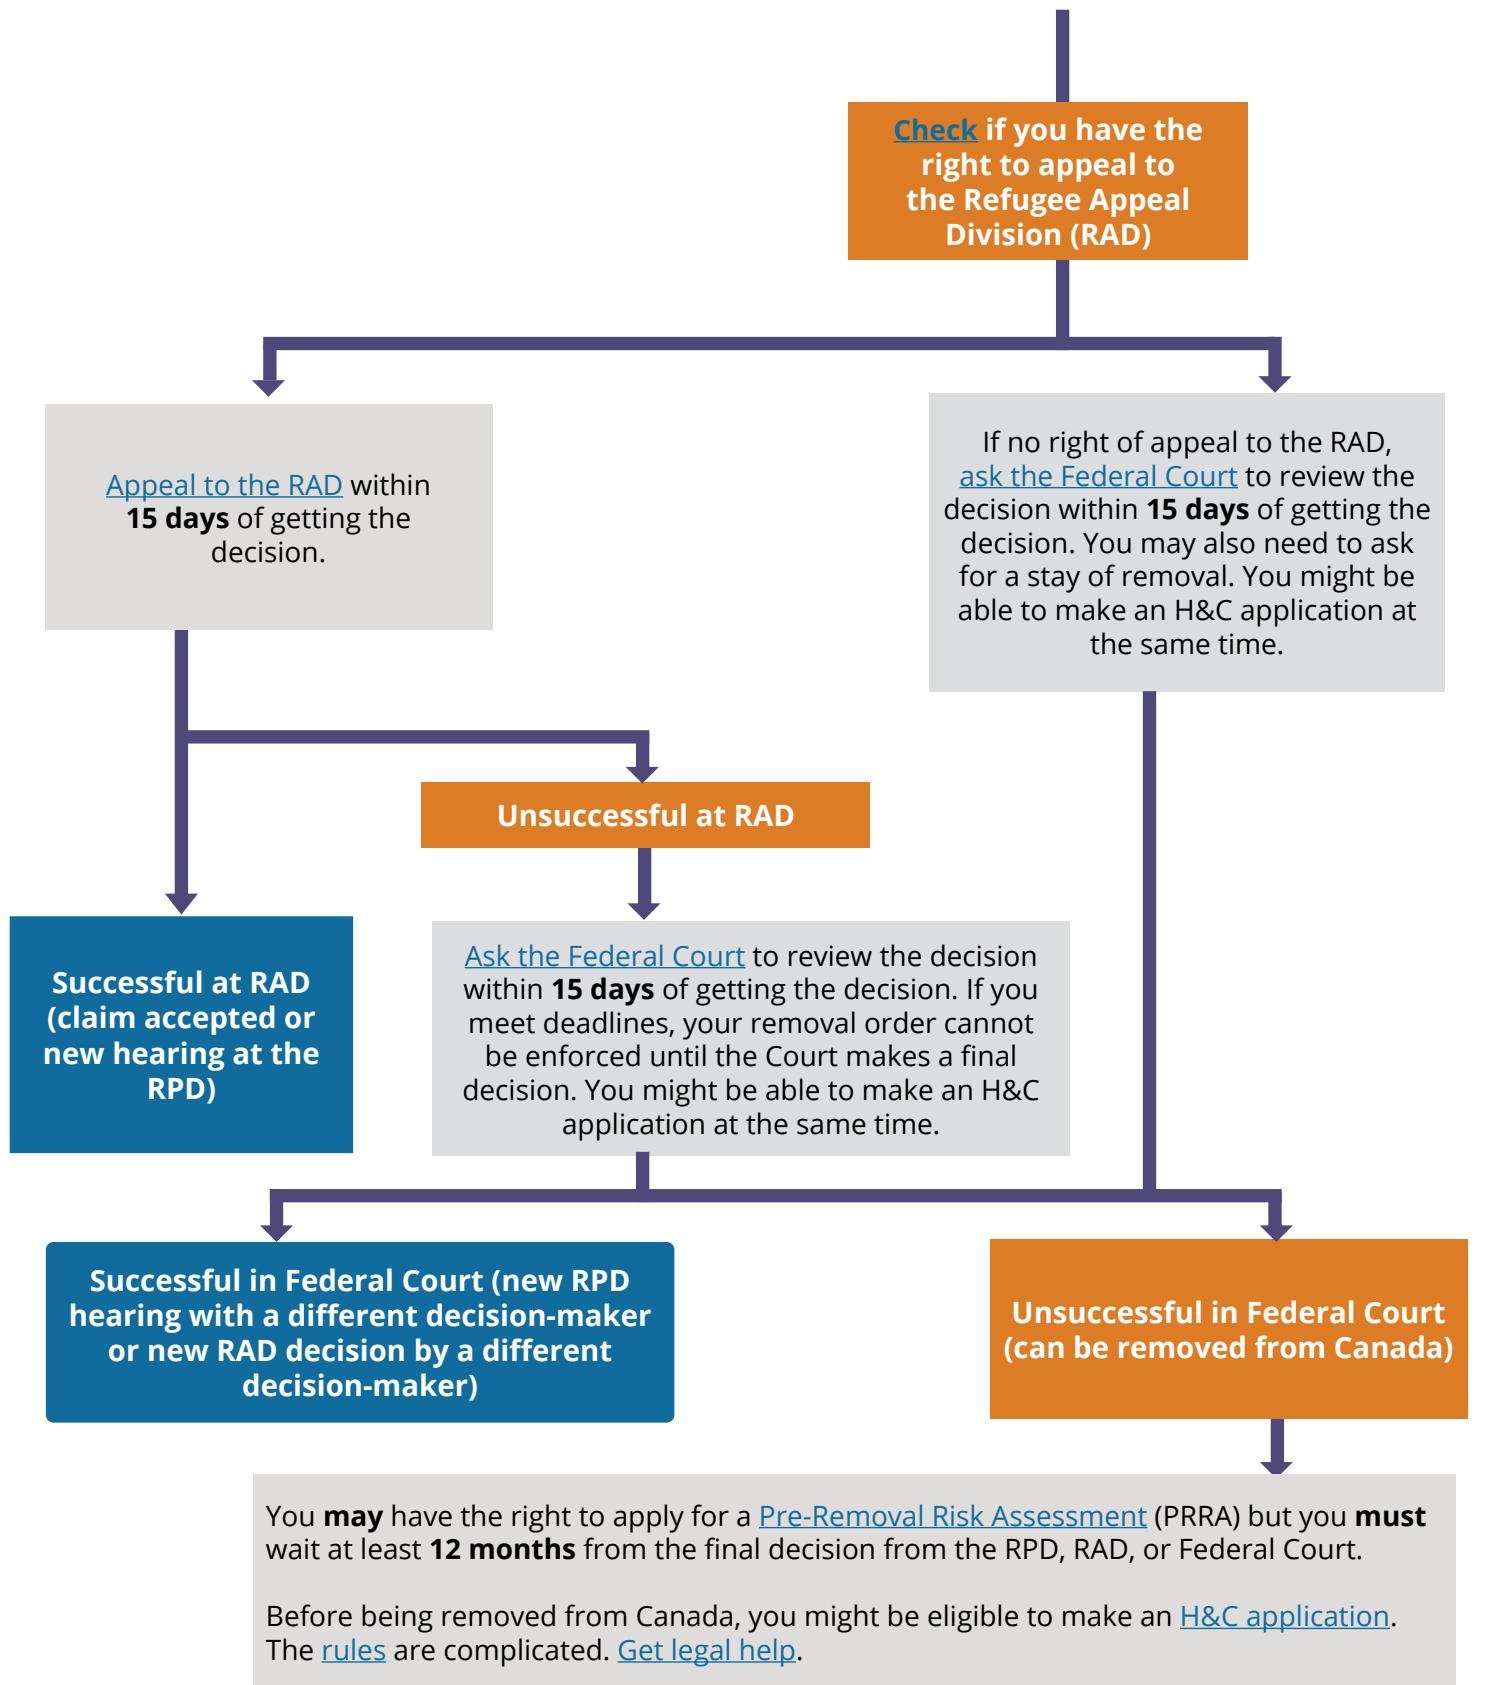 Check if you have the
right to appeal to
the Refugee Appeal
Division (RAD)
Appeal to the RAD within
15 days of getting the
decision.
If no right of appeal to the RAD,
ask the Federal Court to review the
decision within 15 days of getting the
decision. You may also need to ask
for a stay of removal. You might be
able to make an H&C application at
the same time.
Unsuccessful at RAD
Successful at RAD
(claim accepted or
new hearing at the
RPD)
Ask the Federal Court to review the decision
within 15 days of getting the decision. If you
meet deadlines, your removal order cannot
be enforced until the Court makes a final
decision. You might be able to make an H&C
application at the same time.
Successful in Federal Court (new RPD
hearing with a different decision-maker
or new RAD decision by a different
decision-maker)
Unsuccessful in Federal Court
(can be removed from Canada)
You may have the right to apply for a Pre-Removal Risk Assessment (PRRA) but you must
wait at least 12 months from the final decision from the RPD, RAD, or Federal Court.
Before being removed from Canada, you might be eligible to make an H&C application.
The rules are complicated. Get legal help.